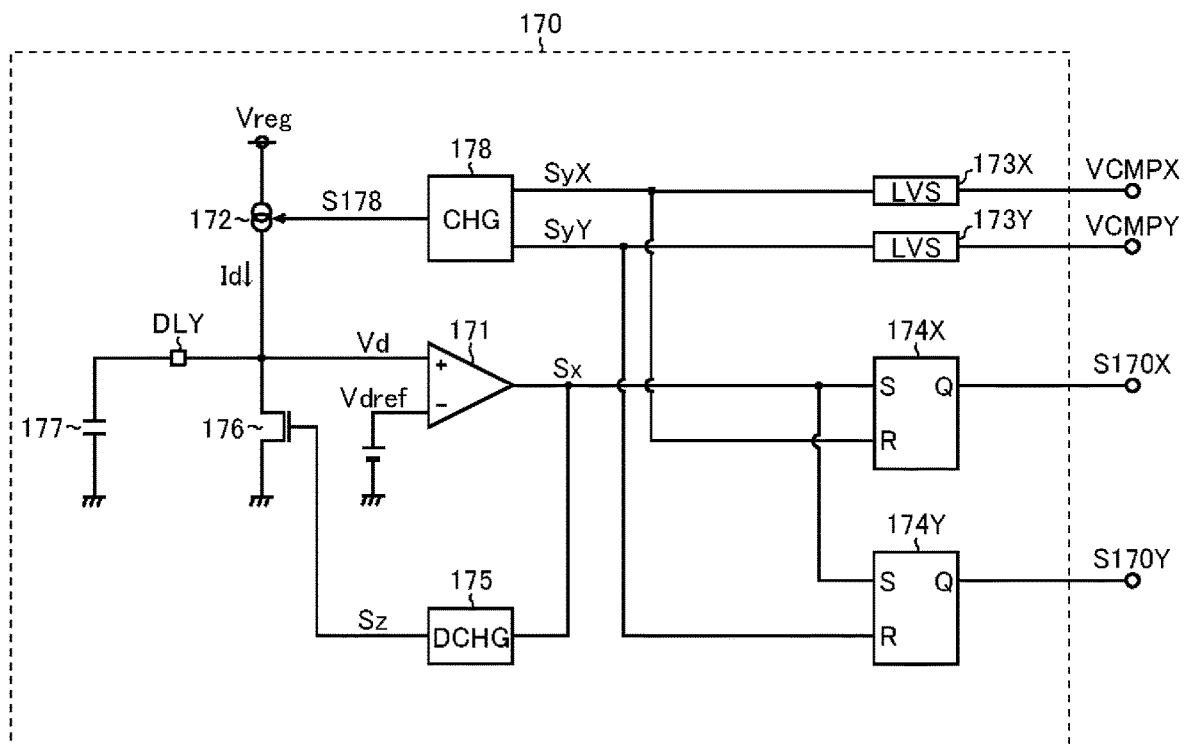 170
Vreg
178
SyX
173X
VCMPX
S178
LVS
172
CHG
SyY
173Y
VCMPY
LVS
Id↓
DLY
171
174X
Vd
+
Sx
S170X
S
Q
Vdref
−
177
176
R
174Y
S170Y
175
S
Q
Sz
DCHG
R